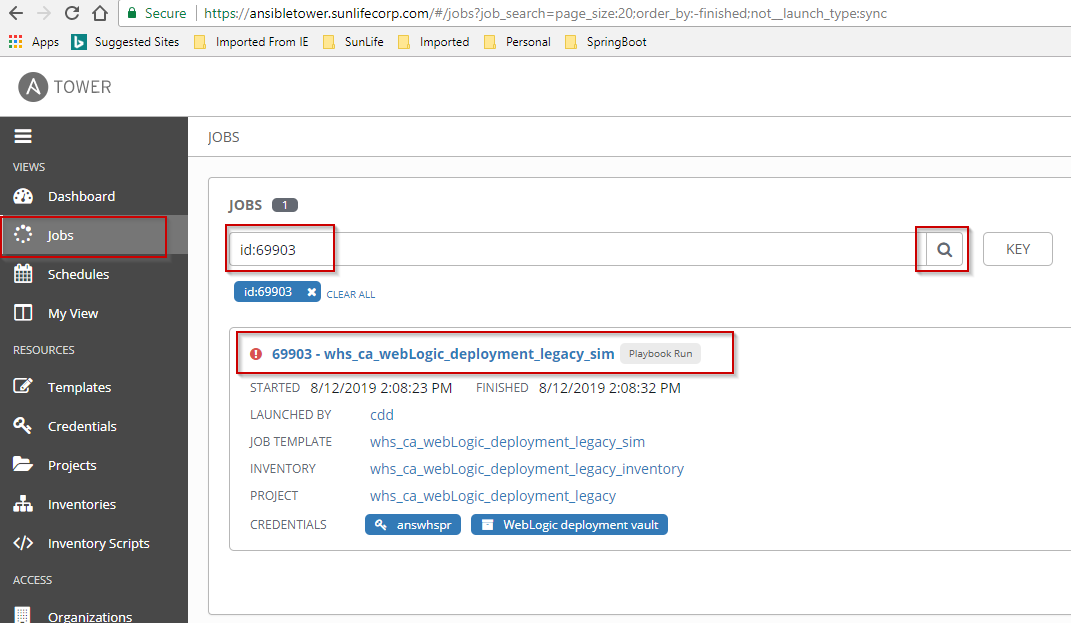 Secure https://ansibletower.sunlifecorp.com/#/jobs?job_search=page_size:20;order_by:-finished;not__launch_type:sync
Apps Suggested Sites Imported From IE SunLife Imported Personal SpringBoot
A TOWER
JOBS
VIEWS
Dashboard
Jobs
Schedules
My View
RESOURCES
Templates
Credentials
Projects
Inventories
Inventory Scripts
ACCESS
Organizations
JOBS 1
id:69903
KEY
id:69903 CLEAR ALL
69903 - whs_ca_webLogic_deployment_legacy_sim Playbook Run
STARTED 8/12/2019 2:08:23 PM FINISHED 8/12/2019 2:08:32 PM
LAUNCHED BY cdd
JOB TEMPLATE whs_ca_webLogic_deployment_legacy_sim
INVENTORY whs_ca_webLogic_deployment_legacy_inventory
PROJECT whs_ca_webLogic_deployment_legacy
CREDENTIALS answhspr WebLogic deployment vault